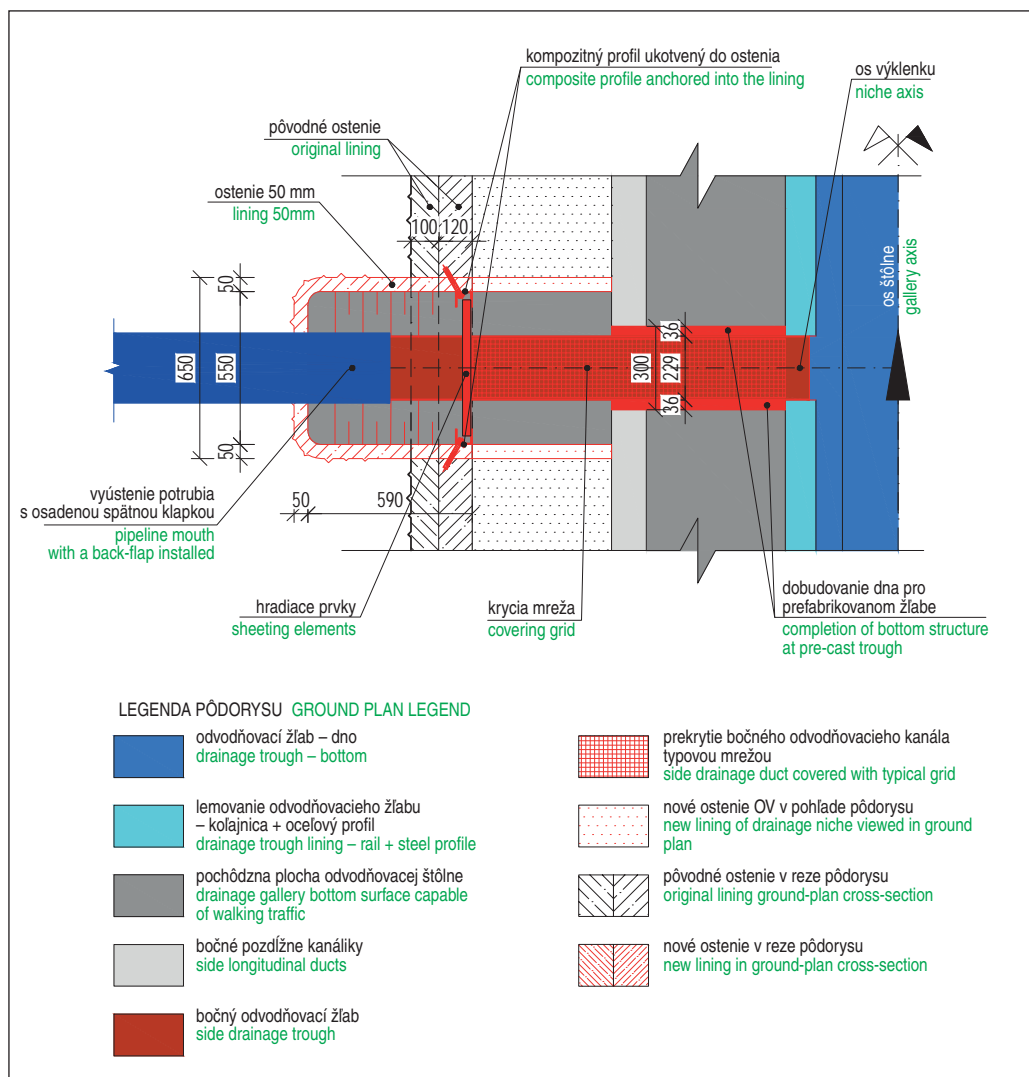 kompozitný profil ukotvený do ostenia
composite profile anchored into the lining
os výklenku
niche axis
pôvodné ostenie
original lining
ostenie 50 mm
lining 50mm
100 120
50
650
550
50
36
300
229
36
os štôlne
gallery axis
50
590
vyústenie potrubia
s osadenou spätnou klapkou
pipeline mouth
with a back-flap installed
hradiace prvky
sheeting elements
krycia mreža
covering grid
dobudovanie dna pro
prefabrikovanom žľabe
completion of bottom structure
at pre-cast trough
LEGENDA PÔDORYSU GROUND PLAN LEGEND
odvodňovací žľab – dno
drainage trough – bottom
lemovanie odvodňovacieho žľabu
– koľajnica + oceľový profil
drainage trough lining – rail + steel profile
pochôdzna plocha odvodňovacej štôlne
drainage gallery bottom surface capable
of walking traffic
bočné pozdĺžne kanáliky
side longitudinal ducts
bočný odvodňovací žľab
side drainage trough
prekrytie bočného odvodňovacieho kanála
typovou mrežou
side drainage duct covered with typical grid
nové ostenie OV v pohľade pôdorysu
new lining of drainage niche viewed in ground
plan
pôvodné ostenie v reze pôdorysu
original lining ground-plan cross-section
nové ostenie v reze pôdorysu
new lining in ground-plan cross-section